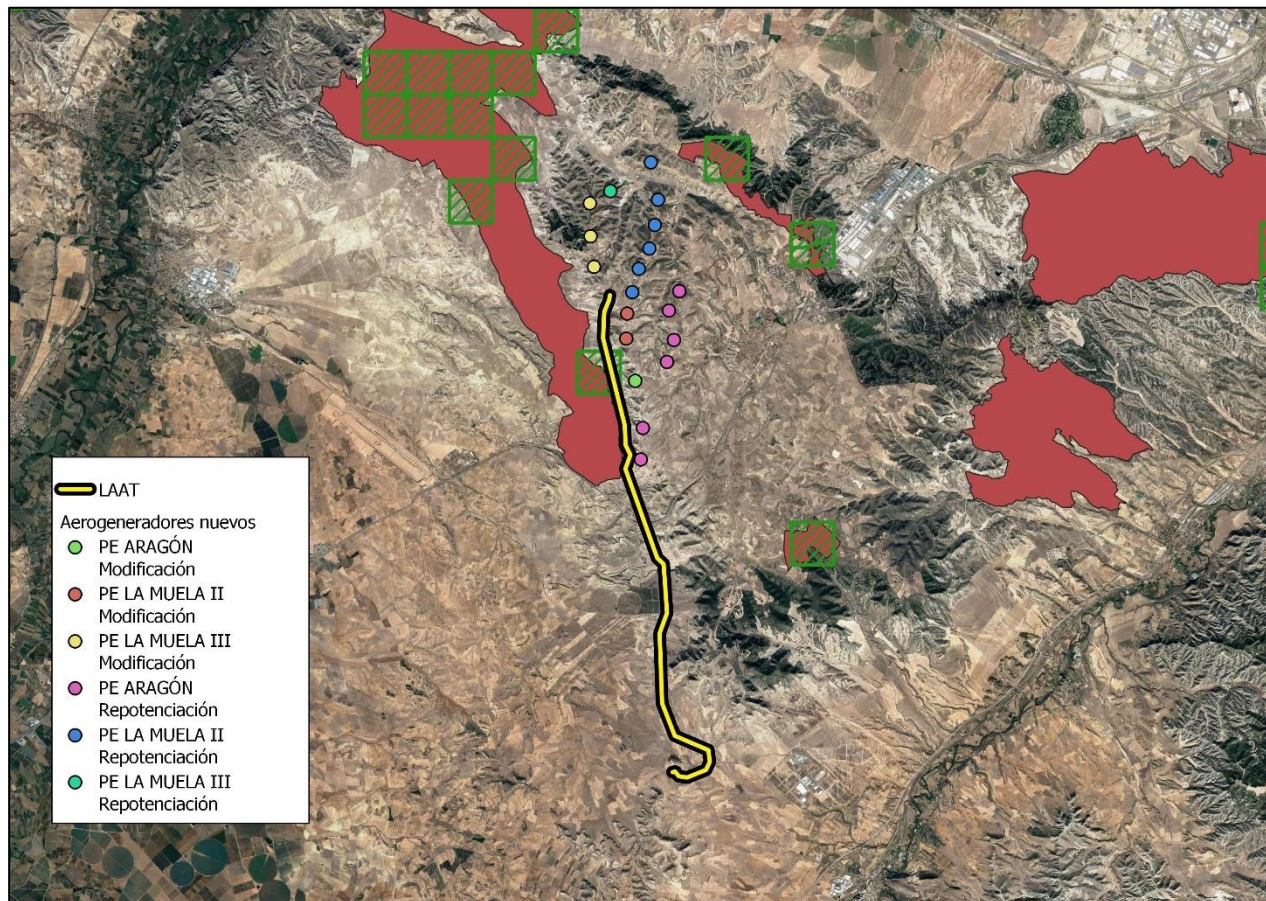 LAAT
Aerogeneradores nuevos
PE ARAGÓN
Modificación
PE LA MUELA II
Modificación
PE LA MUELA III
Modificación
PE ARAGÓN
Repotenciación
PE LA MUELA II
Repotenciación
PE LA MUELA III
Repotenciación